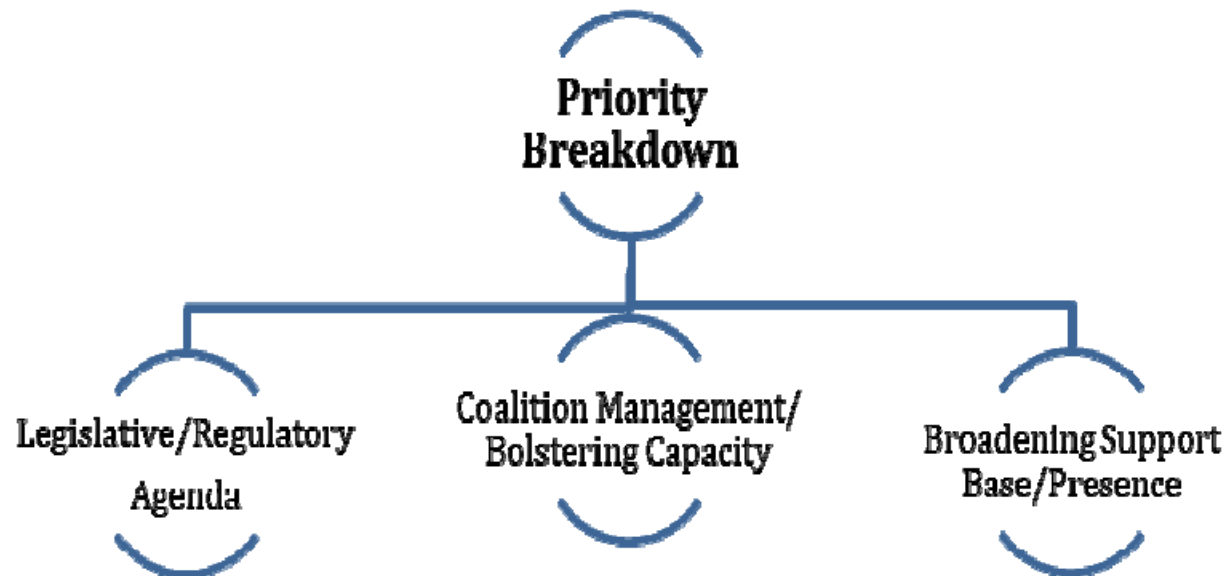 Priority
Breakdown
Legislative/Regulatory
Agenda
Coalition Management/
Bolstering Capacity
Broadening Support
Base/Presence